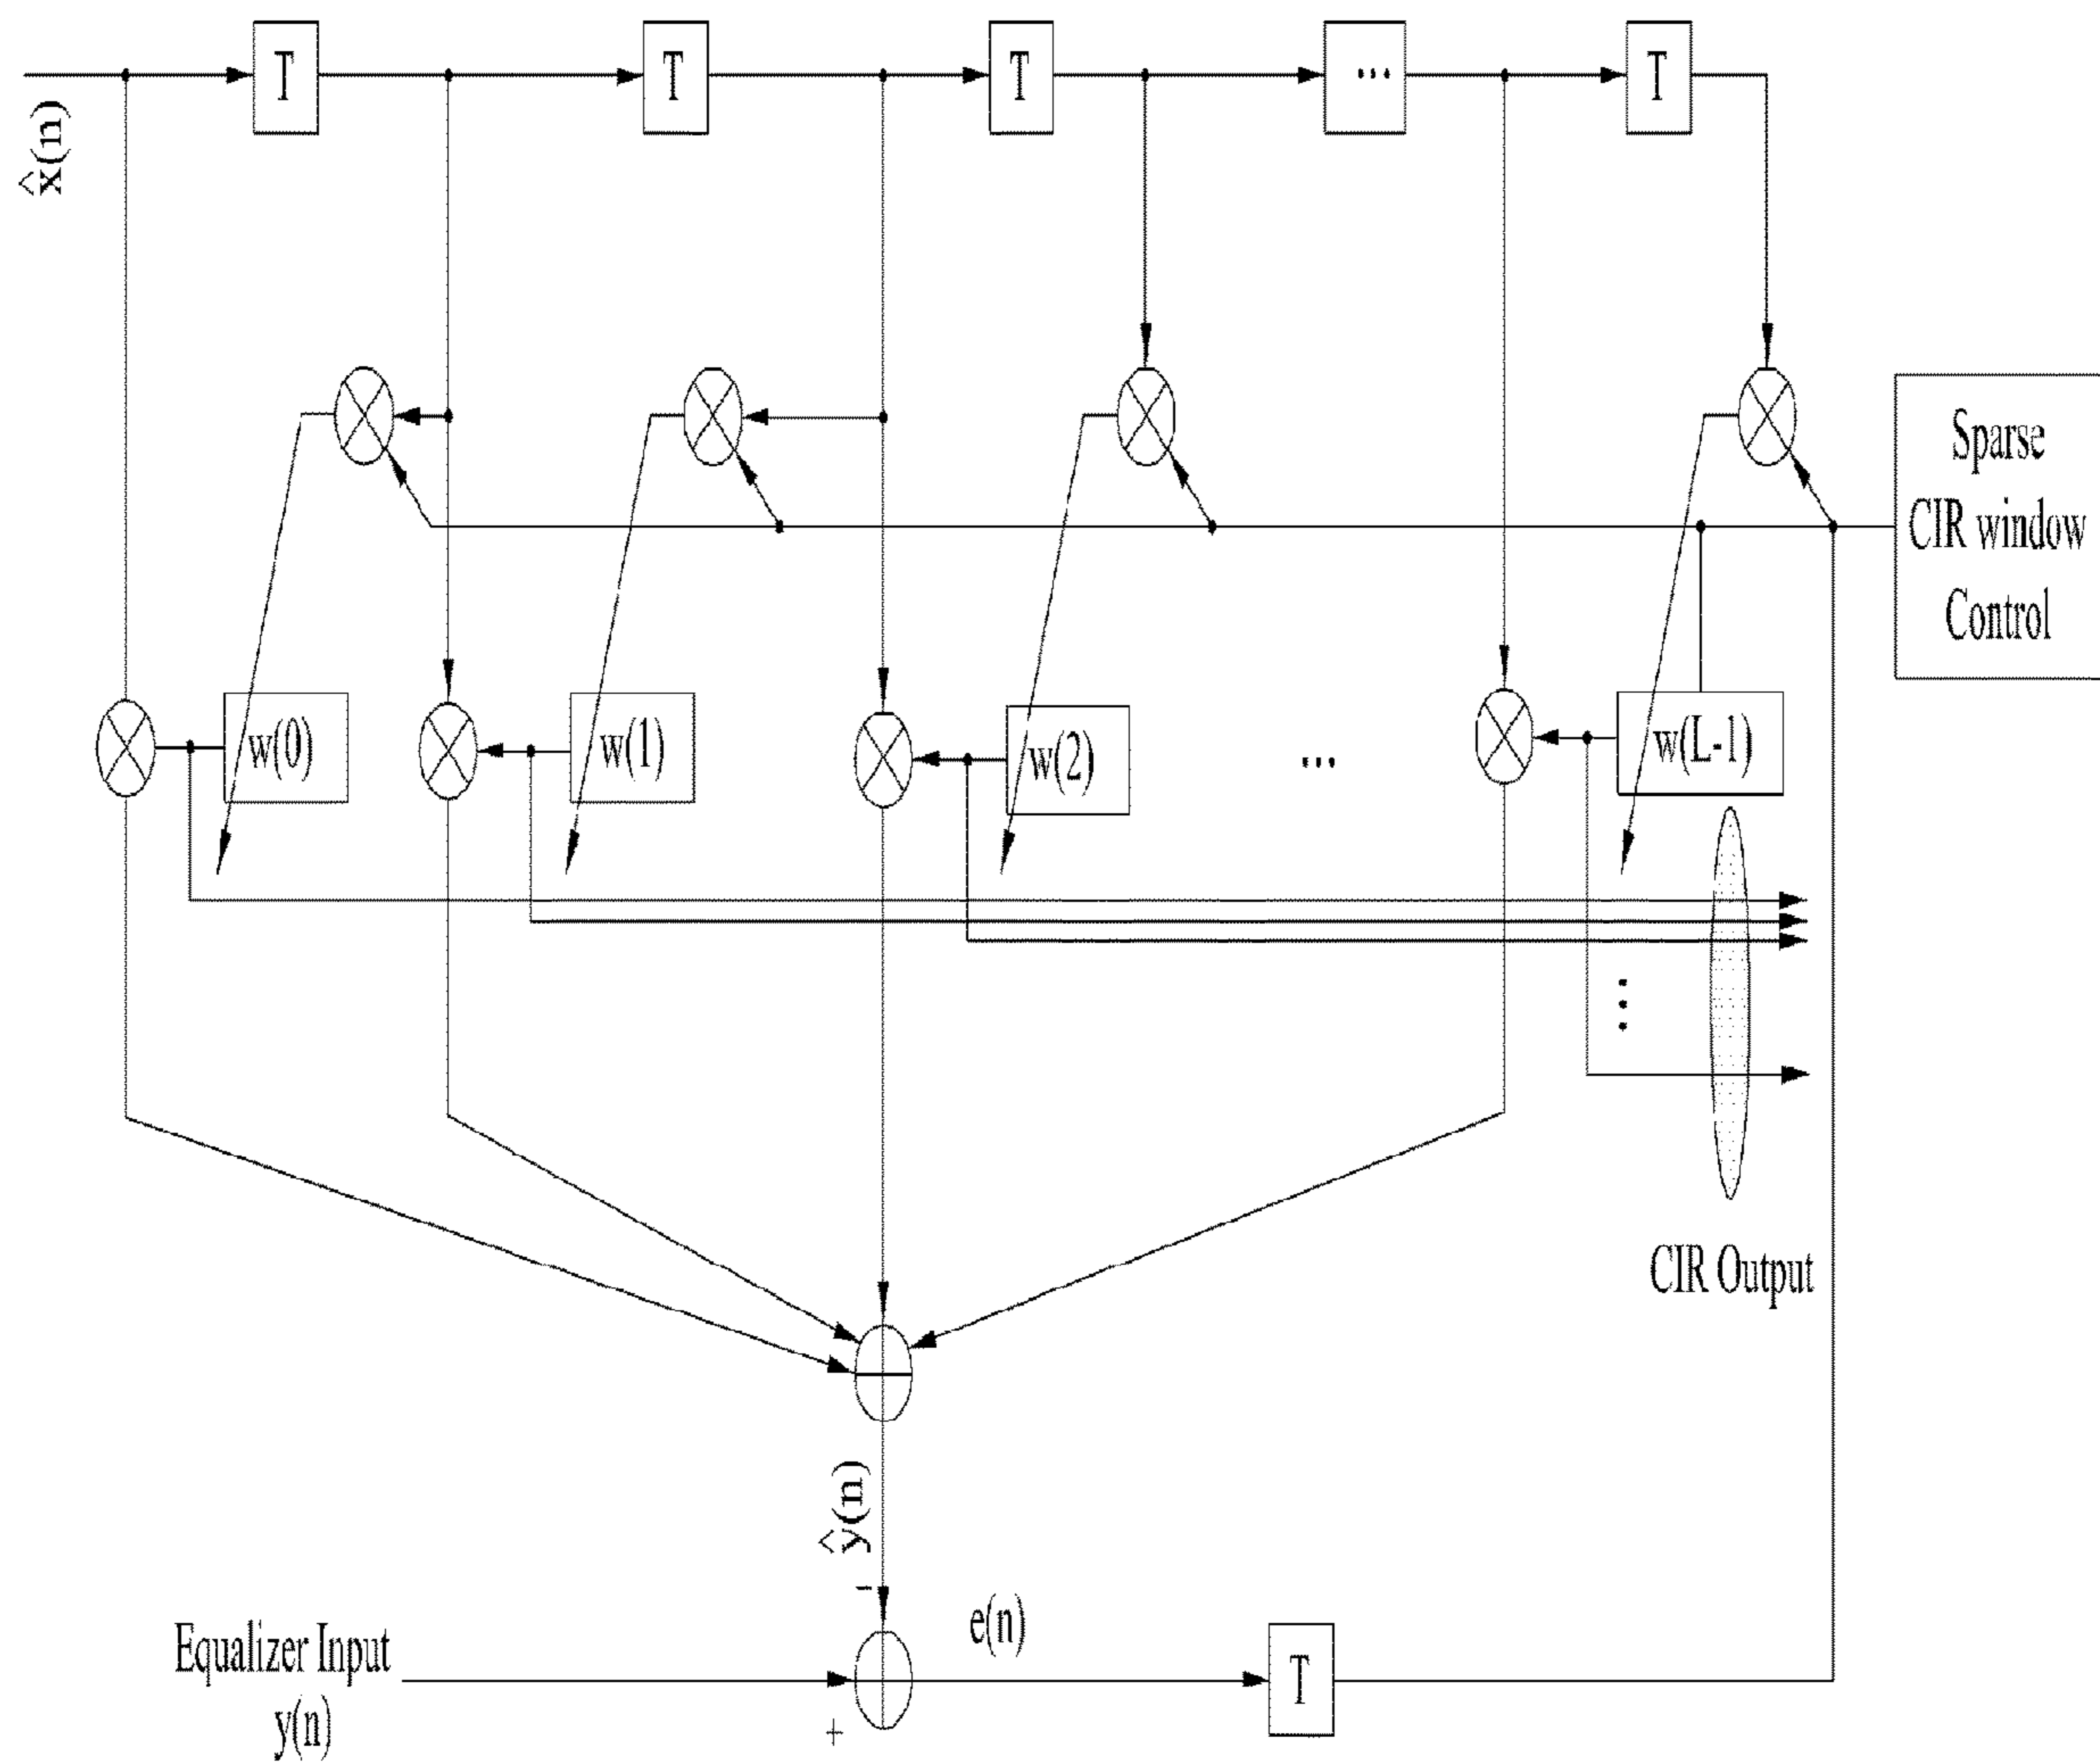 T
T
T
...
T
x̂(n)
Sparse
CIR window
Control
w(0)
w(1)
w(2)
...
w(L-1)
...
CIR Output
ŷ(n)
-
e(n)
Equalizer Input
y(n)
+
T